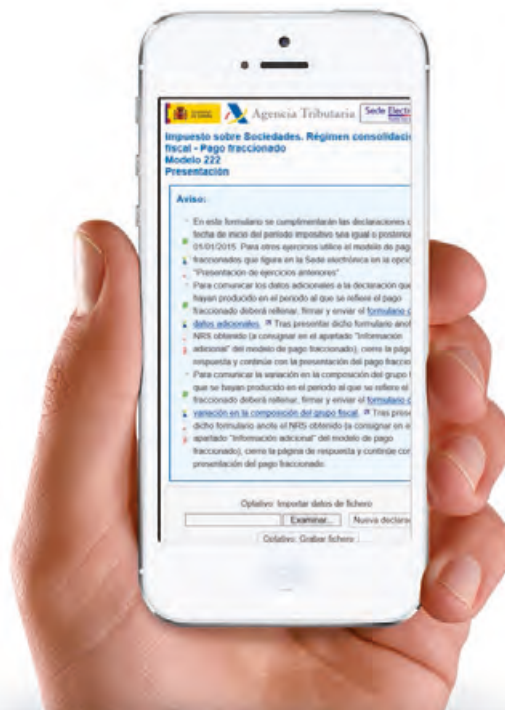 Agencia Tributaria Sede Elect
Impuesto sobre Sociedades. Régimen consolidació
fiscal - Pago fraccionado
Modelo 222
Presentación
Aviso:
En este formulario se cumplimentarán las declaraciones c
fecha de inicio del periodo impositivo sea igual o posterior
01/01/2015. Para otros ejercicios utilice el modelo de pag
fraccionados que figura en la Sede electrónica en la opció
"Presentación de ejercicios anteriores"
Para comunicar los datos adicionales a la declaración que
hayan producido en el periodo al que se refiere el pago
fraccionado deberá rellenar, firmar y enviar el formulario d
datos adicionales. Tras presentar dicho formulario anot
NRS obtenido (a consignar en el apartado "Información
adicional" del modelo de pago fraccionado), cierre la pági
respuesta y continúe con la presentación del pago fraccio
Para comunicar la variación en la composición del grupo f
que se hayan producido en el periodo al que se refiere el
fraccionado deberá rellenar, firmar y enviar el formulario d
variación en la composición del grupo fiscal. Tras prese
dicho formulario anote el NRS obtenido (a consignar en e
apartado "Información adicional" del modelo de pago
fraccionado), cierre la página de respuesta y continúe con
presentación del pago fraccionado.
Optativo: Importar datos de fichero
Examinar... Nueva declara
Optativo: Grabar fichero